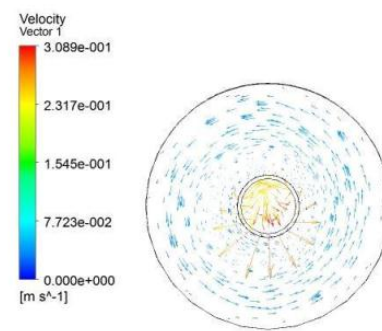 Velocity
Vector 1
3.089e-001
2.317e-001
1.545e-001
7.723e-002
0.000e+000
[m s^-1]